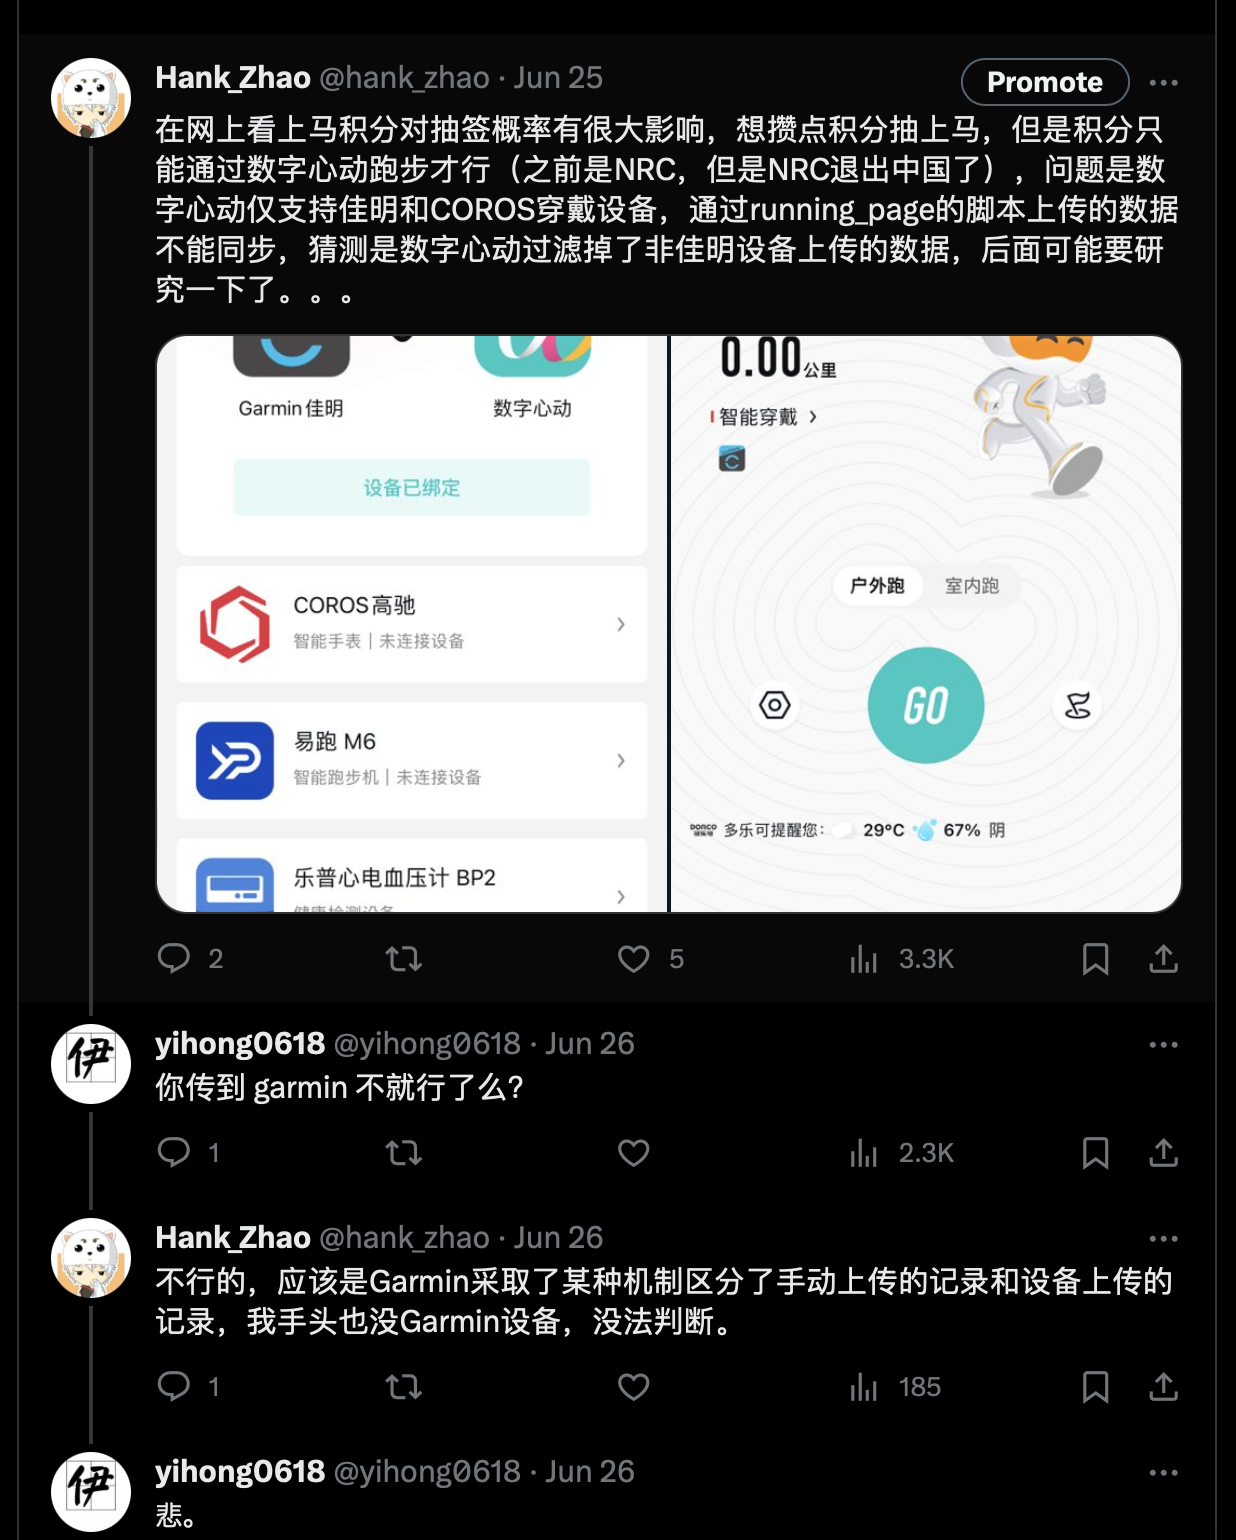 Hank_Zhao @hank_zhao · Jun 25
Promote
在网上看上马积分对抽签概率有很大影响，想攒点积分抽上马，但是积分只
能通过数字心动跑步才行（之前是NRC，但是NRC退出中国了），问题是数
字心动仅支持佳明和COROS穿戴设备，通过running_page的脚本上传的数据
不能同步，猜测是数字心动过滤掉了非佳明设备上传的数据，后面可能要研
究一下了。。。
Garmin佳明
数字心动
设备已绑定
COROS高驰
智能手表 | 未连接设备
易跑 M6
智能跑步机 | 未连接设备
乐普心电血压计 BP2
健康检测设备
0.00公里
智能穿戴 >
户外跑
室内跑
GO
多乐可提醒您: 29°C 67% 阴
2
5
3.3K
yihong0618 @yihong0618 · Jun 26
你传到 garmin 不就行了么?
1
2.3K
Hank_Zhao @hank_zhao · Jun 26
不行的，应该是Garmin采取了某种机制区分了手动上传的记录和设备上传的
记录，我手头也没Garmin设备，没法判断。
1
185
yihong0618 @yihong0618 · Jun 26
悲。